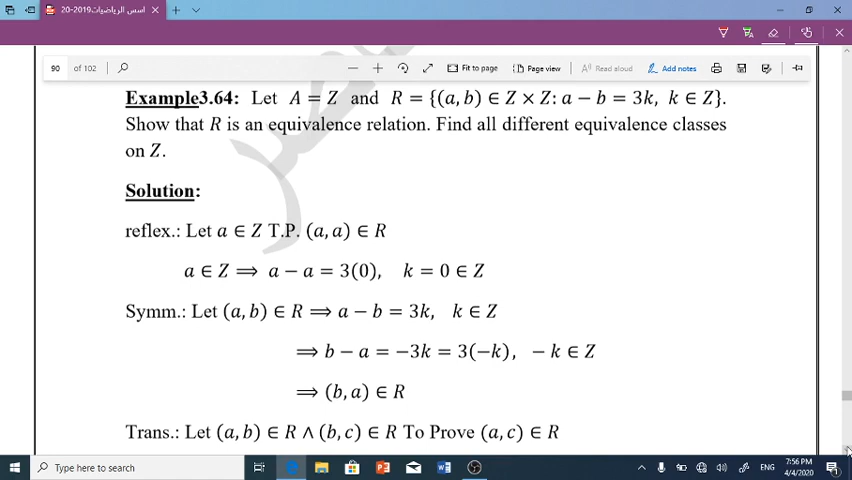 اسس الرياضيات2019-20
90 of 102
Fit to page
Page view
Read aloud
Add notes
Example3.64: Let A = Z and R = {(a, b) ∈ Z × Z: a − b = 3k, k ∈ Z}.
Show that R is an equivalence relation. Find all different equivalence classes
on Z.
Solution:
reflex.: Let a ∈ Z T.P. (a, a) ∈ R
a ∈ Z ⟹ a − a = 3(0), k = 0 ∈ Z
Symm.: Let (a, b) ∈ R ⟹ a − b = 3k, k ∈ Z
⟹ b − a = −3k = 3(−k), − k ∈ Z
⟹ (b, a) ∈ R
Trans.: Let (a, b) ∈ R ∧ (b, c) ∈ R To Prove (a, c) ∈ R
Type here to search
ENG
7:56 PM
4/4/2020